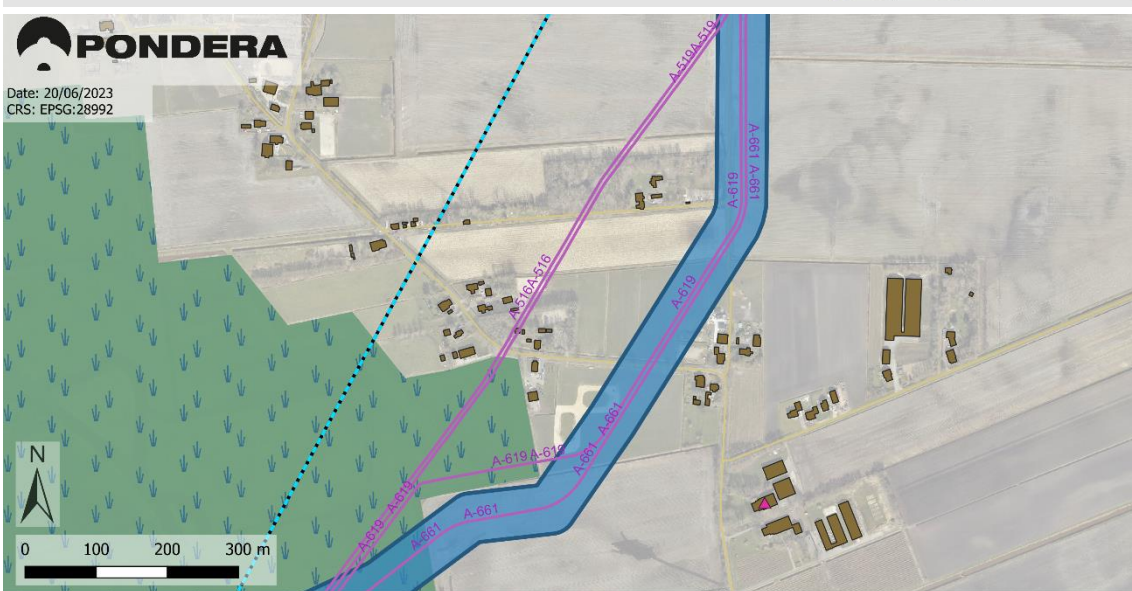 PONDERA
Date: 20/06/2023
CRS: EPSG:28992
A-519A-519
A-661 A-661
A-619
A-516A-516
A-619
A-661
A-661
A-619 A-619
A-661
A-619 A-619
A-661
N
0 100 200 300 m